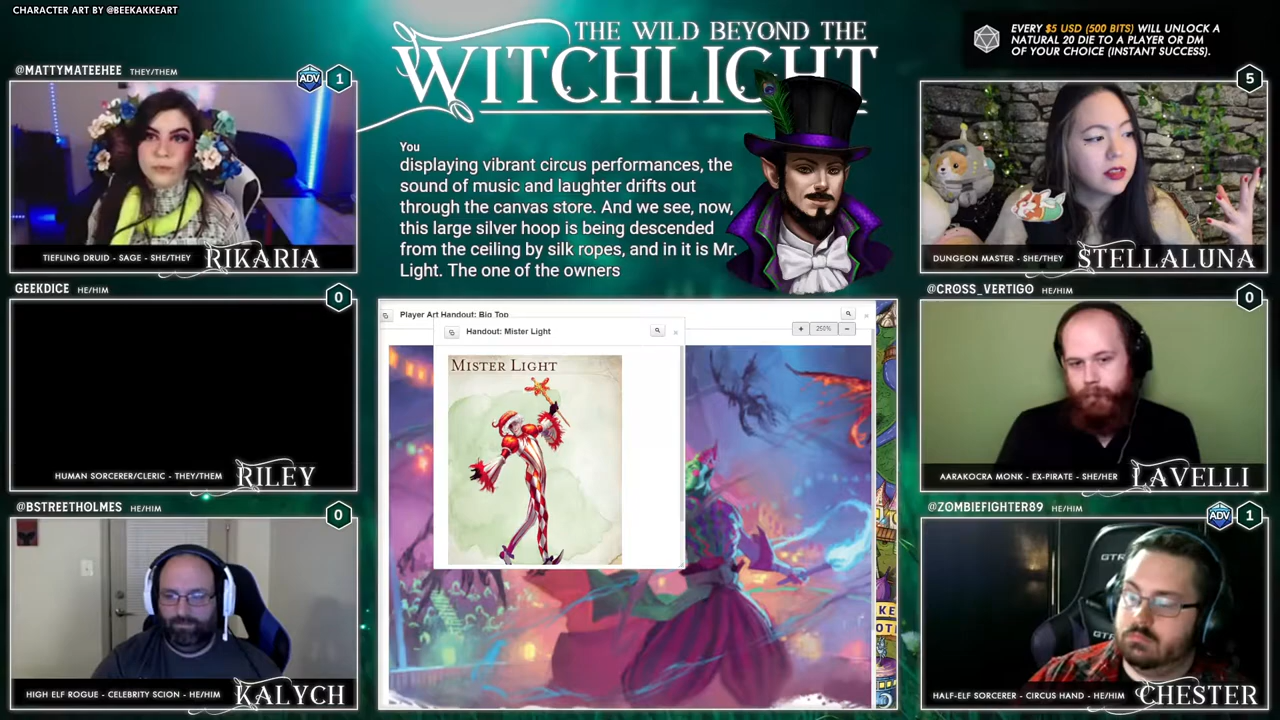 CHARACTER ART BY @BEEKAKKEART
THE WILD BEYOND THE
WITCHLIGHT
EVERY $5 USD (500 BITS) WILL UNLOCK A
NATURAL 20 DIE TO A PLAYER OR DM
OF YOUR CHOICE (INSTANT SUCCESS).
@MATTYMATEEHEE THEY/THEM
ADV 1
TIEFLING DRUID - SAGE - SHE/THEY RIKARIA
You
displaying vibrant circus performances, the
sound of music and laughter drifts out
through the canvas store. And we see, now,
this large silver hoop is being descended
from the ceiling by silk ropes, and in it is Mr.
Light. The one of the owners
5
DUNGEON MASTER - SHE/THEY STELLALUNA
GEEKDICE HE/HIM
0
HUMAN SORCERER/CLERIC - THEY/THEM RILEY
Player Art Handout: Big Top
+ 250% -
Handout: Mister Light
MISTER LIGHT
@CROSS_VERTIGO HE/HIM
0
AARAKOCRA MONK - EX-PIRATE - SHE/HER LAVELLI
@BSTREETHOLMES HE/HIM
0
HIGH ELF ROGUE - CELEBRITY SCION - HE/HIM KALYCH
@ZOMBIEFIGHTER89 HE/HIM
ADV 1
GTR
GTR
HALF-ELF SORCERER - CIRCUS HAND - HE/HIM CHESTER